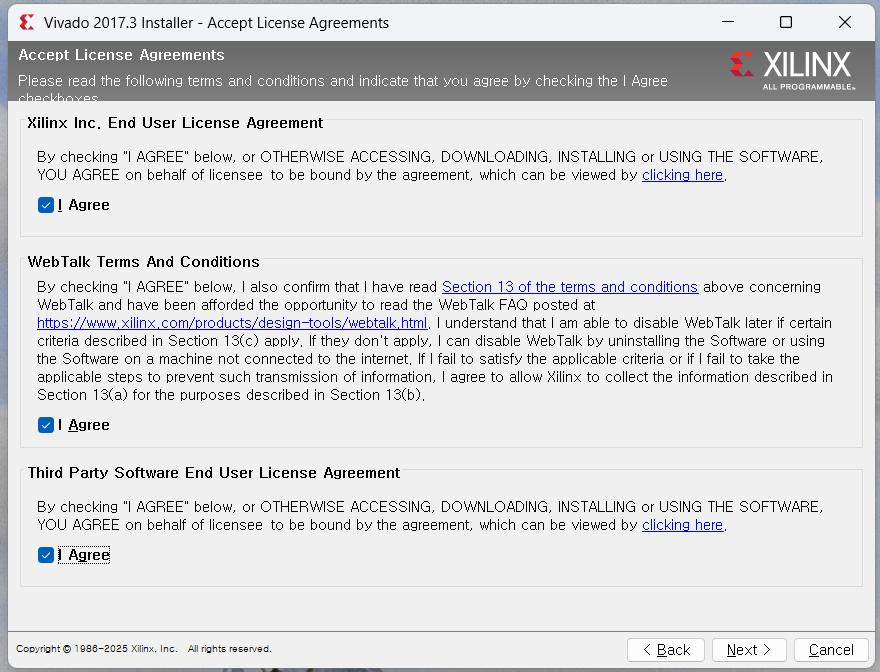 Vivado 2017.3 Installer - Accept License Agreements
Accept License Agreements
Please read the following terms and conditions and indicate that you agree by checking the I Agree
checkboxes
XILINX
ALL PROGRAMMABLE™
Xilinx Inc. End User License Agreement
By checking "I AGREE" below, or OTHERWISE ACCESSING, DOWNLOADING, INSTALLING or USING THE SOFTWARE,
YOU AGREE on behalf of licensee to be bound by the agreement, which can be viewed by clicking here.
I Agree
WebTalk Terms And Conditions
By checking "I AGREE" below, I also confirm that I have read Section 13 of the terms and conditions above concerning
WebTalk and have been afforded the opportunity to read the WebTalk FAQ posted at
https://www.xilinx.com/products/design-tools/webtalk.html. I understand that I am able to disable WebTalk later if certain
criteria described in Section 13(c) apply. If they don't apply, I can disable WebTalk by uninstalling the Software or using
the Software on a machine not connected to the internet. If I fail to satisfy the applicable criteria or if I fail to take the
applicable steps to prevent such transmission of information, I agree to allow Xilinx to collect the information described in
Section 13(a) for the purposes described in Section 13(b).
I Agree
Third Party Software End User License Agreement
By checking "I AGREE" below, or OTHERWISE ACCESSING, DOWNLOADING, INSTALLING or USING THE SOFTWARE,
YOU AGREE on behalf of licensee to be bound by the agreement, which can be viewed by clicking here.
I Agree
Copyright © 1986-2025 Xilinx, Inc. All rights reserved.
< Back
Next >
Cancel